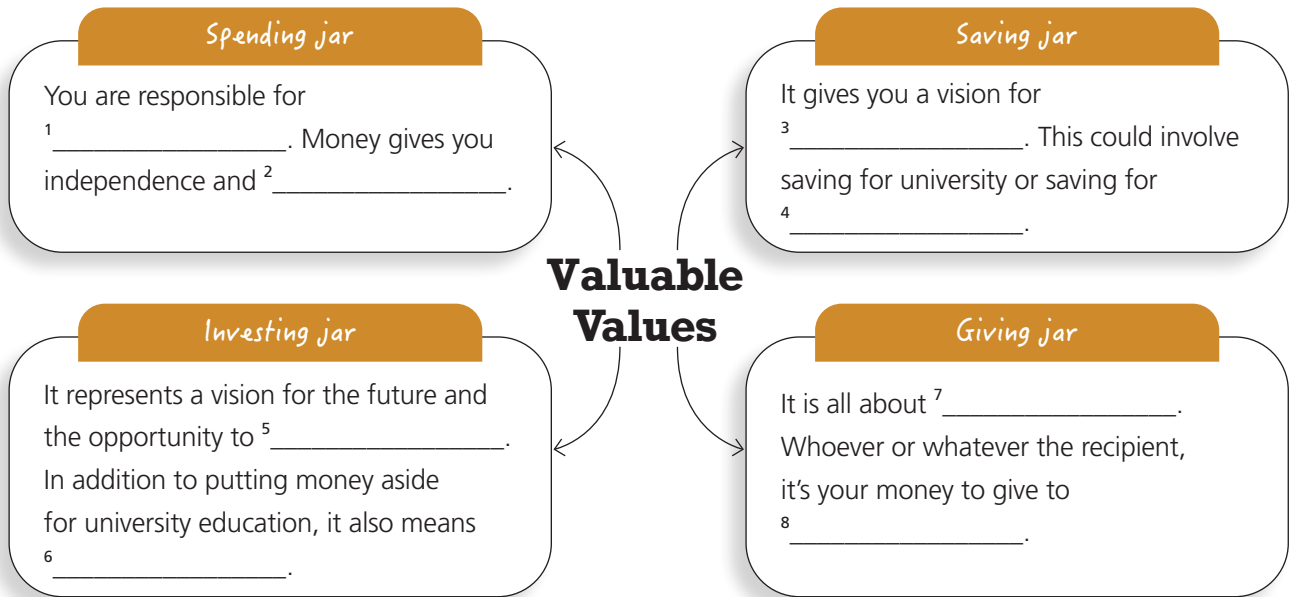 Spending jar
You are responsible for
1__________________. Money gives you
independence and 2__________________.
Saving jar
It gives you a vision for
3__________________. This could involve
saving for university or saving for
4__________________.
Valuable
Values
Investing jar
It represents a vision for the future and
the opportunity to 5__________________.
In addition to putting money aside
for university education, it also means
6__________________.
Giving jar
It is all about 7__________________.
Whoever or whatever the recipient,
it’s your money to give to
8__________________.